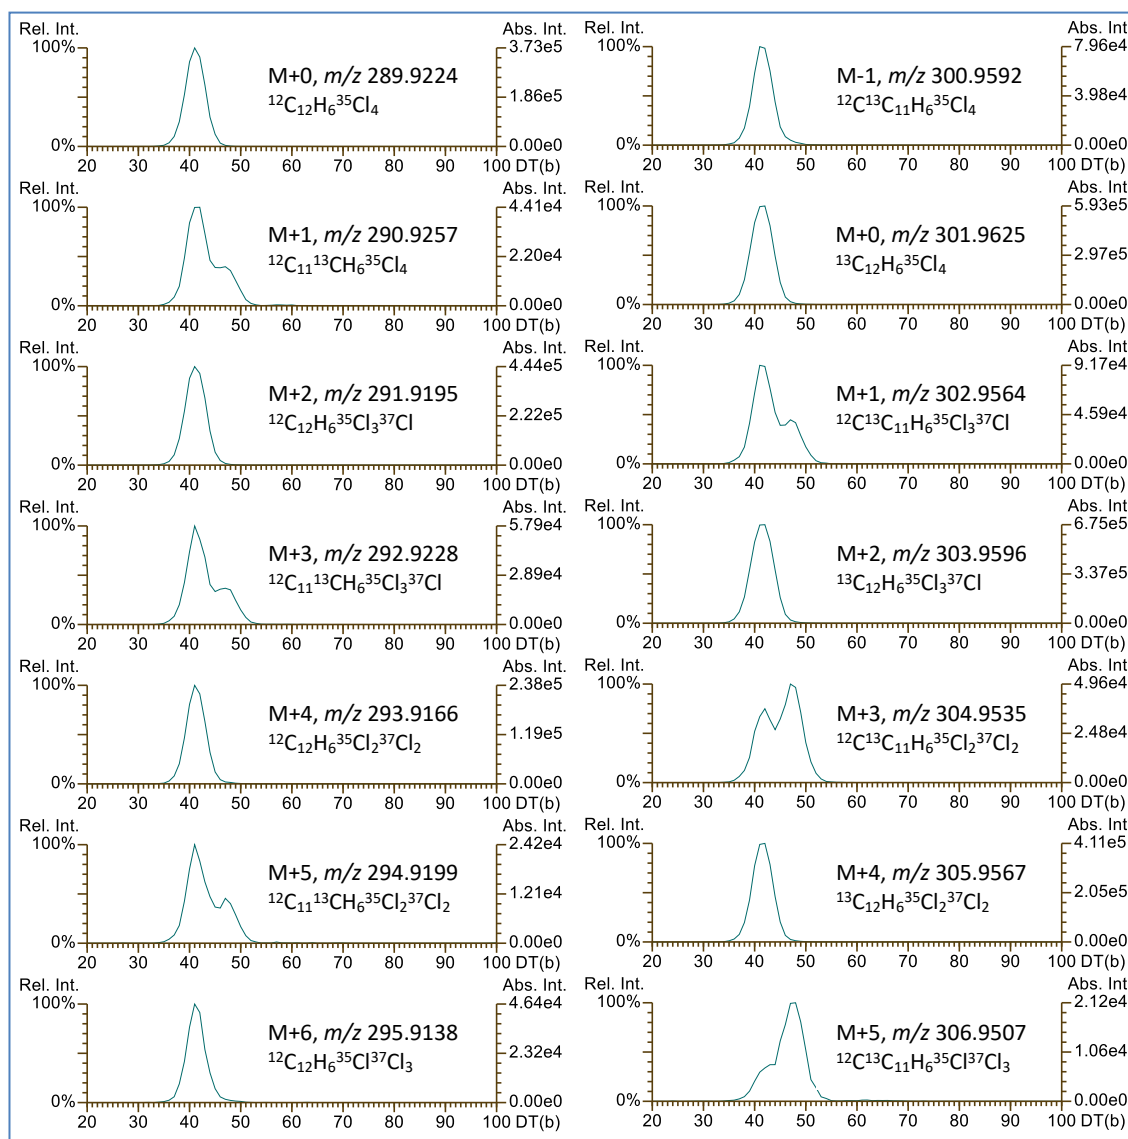 Rel. Int. Abs. Int.
100% 3.73e5
M+0, m/z 289.9224
¹²C₁₂H₆³⁵Cl₄
1.86e5
0% 0.00e0
20 30 40 50 60 70 80 90 100 DT(b)
Rel. Int. Abs. Int.
100% 7.96e4
M-1, m/z 300.9592
¹²C¹³C₁₁H₆³⁵Cl₄
3.98e4
0% 0.00e0
20 30 40 50 60 70 80 90 100 DT(b)
Rel. Int. Abs. Int.
100% 4.41e4
M+1, m/z 290.9257
¹²C₁₁¹³CH₆³⁵Cl₄
2.20e4
0% 0.00e0
20 30 40 50 60 70 80 90 100 DT(b)
Rel. Int. Abs. Int.
100% 5.93e5
M+0, m/z 301.9625
¹³C₁₂H₆³⁵Cl₄
2.97e5
0% 0.00e0
20 30 40 50 60 70 80 90 100 DT(b)
Rel. Int. Abs. Int.
100% 4.44e5
M+2, m/z 291.9195
¹²C₁₂H₆³⁵Cl₃³⁷Cl
2.22e5
0% 0.00e0
20 30 40 50 60 70 80 90 100 DT(b)
Rel. Int. Abs. Int
100% 9.17e4
M+1, m/z 302.9564
¹²C¹³C₁₁H₆³⁵Cl₃³⁷Cl
4.59e4
0% 0.00e0
20 30 40 50 60 70 80 90 100 DT(b)
Rel. Int. Abs. Int.
100% 5.79e4
M+3, m/z 292.9228
¹²C₁₁¹³CH₆³⁵Cl₃³⁷Cl
2.89e4
0% 0.00e0
20 30 40 50 60 70 80 90 100 DT(b)
Rel. Int. Abs. Int.
100% 6.75e5
M+2, m/z 303.9596
¹³C₁₂H₆³⁵Cl₃³⁷Cl
3.37e5
0% 0.00e0
20 30 40 50 60 70 80 90 100 DT(b)
Rel. Int. Abs. Int.
100% 2.38e5
M+4, m/z 293.9166
¹²C₁₂H₆³⁵Cl₂³⁷Cl₂
1.19e5
0% 0.00e0
20 30 40 50 60 70 80 90 100 DT(b)
Rel. Int. Abs. Int
100% 4.96e4
M+3, m/z 304.9535
¹²C¹³C₁₁H₆³⁵Cl₂³⁷Cl₂
2.48e4
0% 0.00e0
20 30 40 50 60 70 80 90 100 DT(b)
Rel. Int. Abs. Int.
100% 2.42e4
M+5, m/z 294.9199
¹²C₁₁¹³CH₆³⁵Cl₂³⁷Cl₂
1.21e4
0% 0.00e0
20 30 40 50 60 70 80 90 100 DT(b)
Rel. Int. Abs. Int.
100% 4.11e5
M+4, m/z 305.9567
¹³C₁₂H₆³⁵Cl₂³⁷Cl₂
2.05e5
0% 0.00e0
20 30 40 50 60 70 80 90 100 DT(b)
Rel. Int. Abs. Int.
100% 4.64e4
M+6, m/z 295.9138
¹²C₁₂H₆³⁵Cl³⁷Cl₃
2.32e4
0% 0.00e0
20 30 40 50 60 70 80 90 100 DT(b)
Rel. Int. Abs. Int
100% 2.12e4
M+5, m/z 306.9507
¹²C¹³C₁₁H₆³⁵Cl³⁷Cl₃
1.06e4
0% 0.00e0
20 30 40 50 60 70 80 90 100 DT(b)